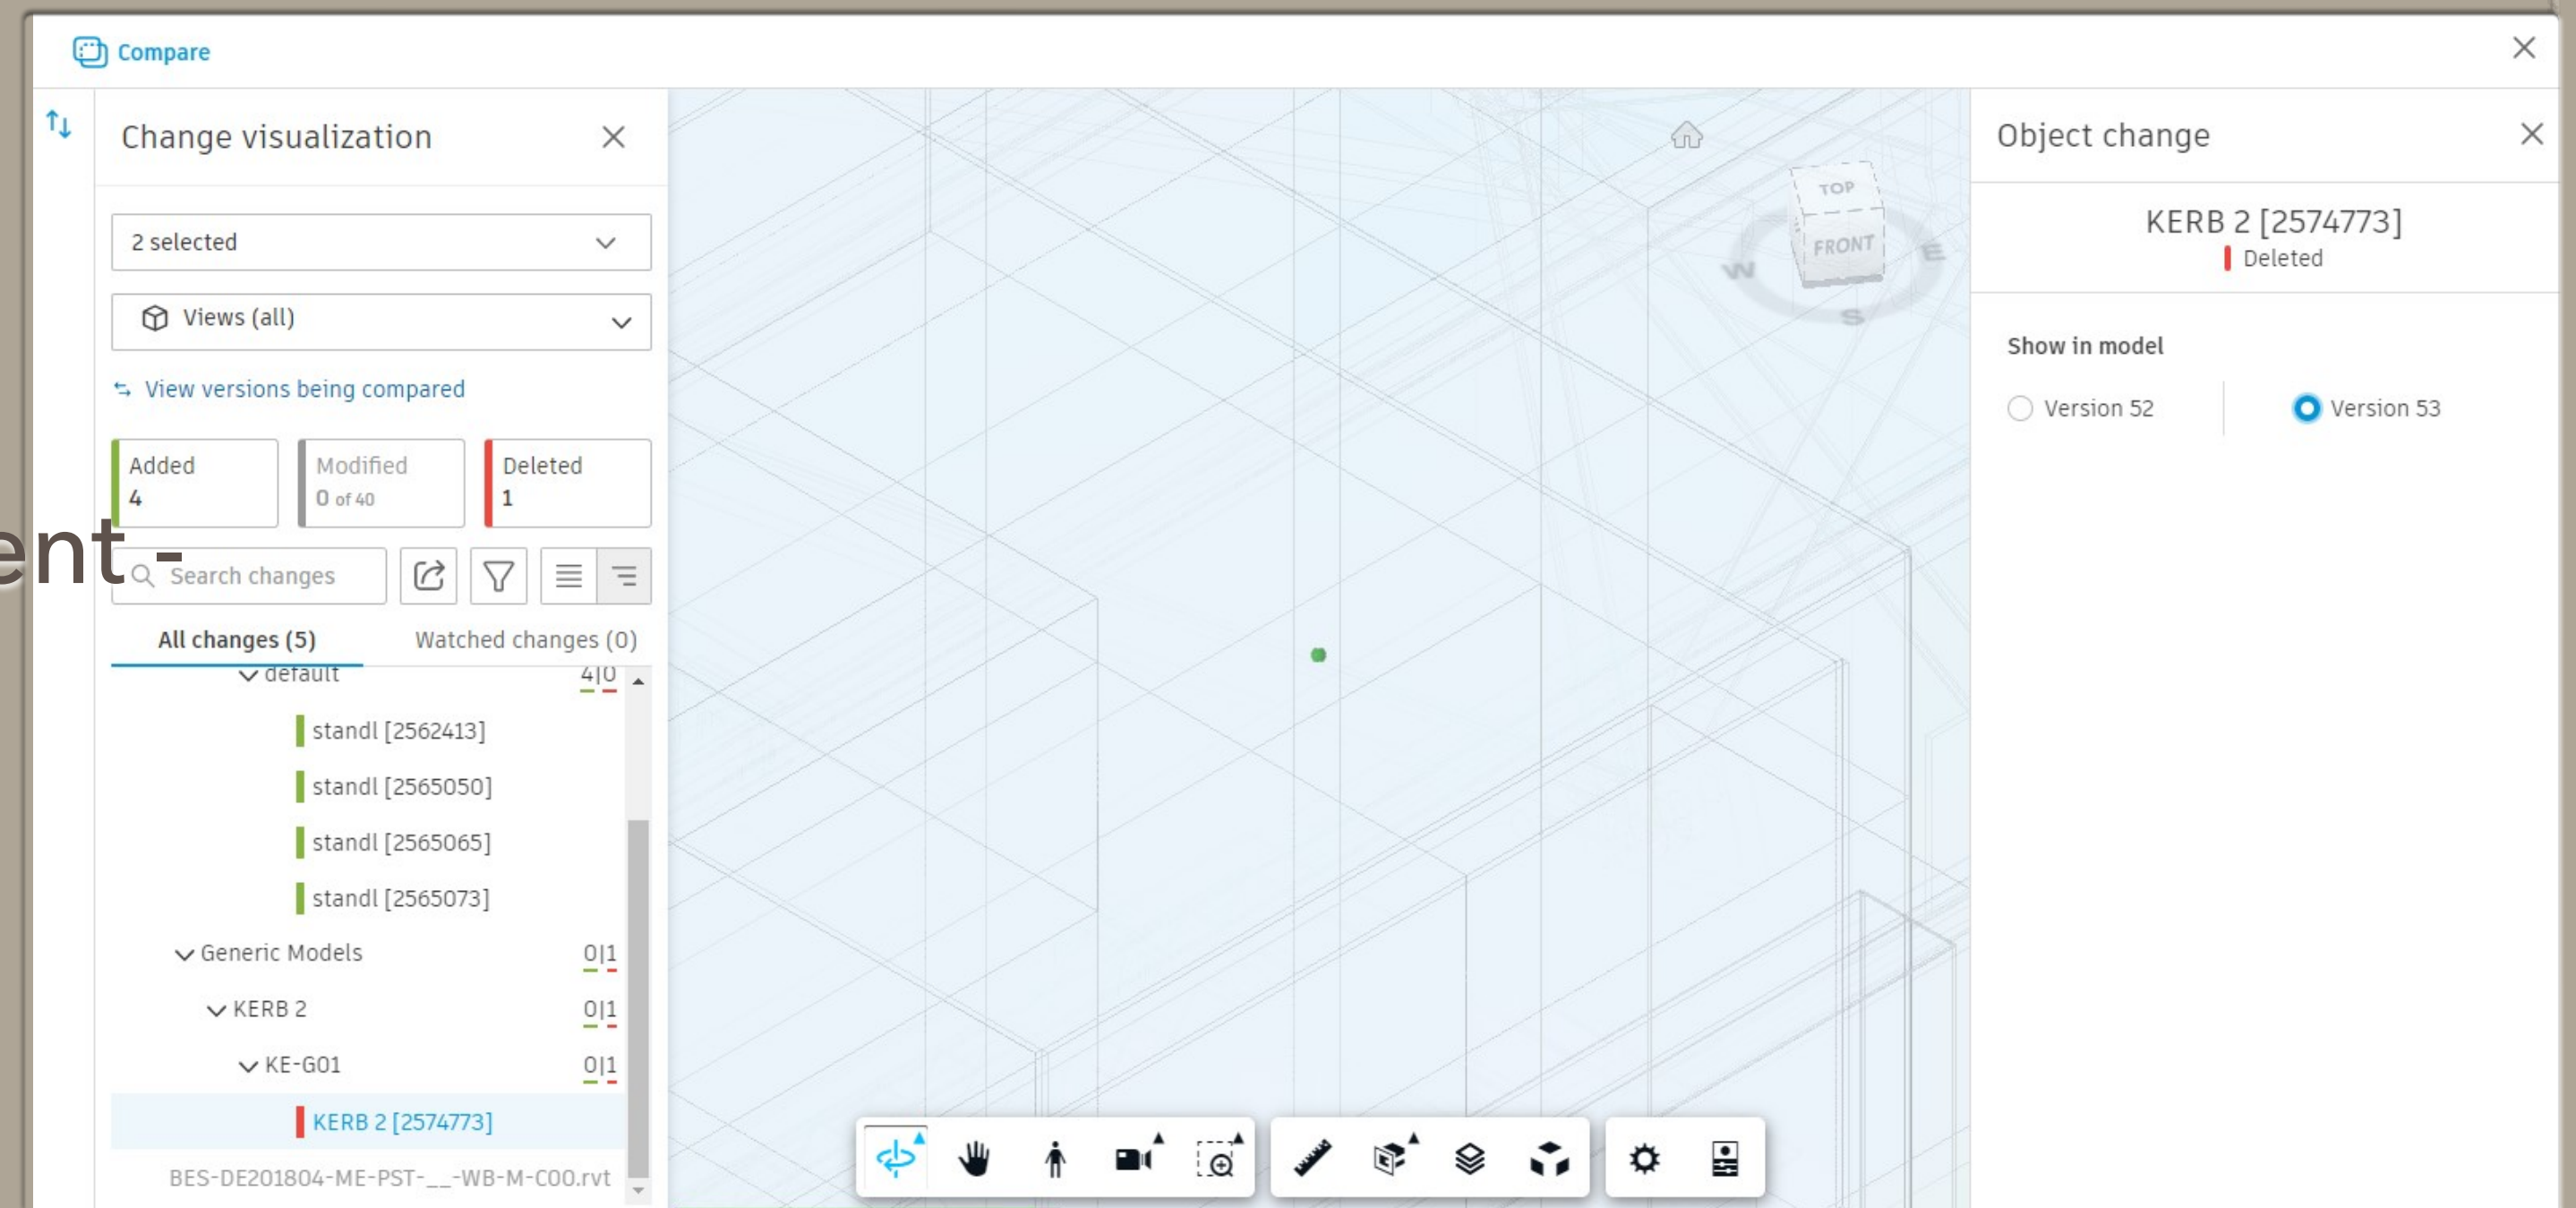 Compare
Change visualization
2 selected
Views (all)
View versions being compared
Added
4
Modified
0 of 40
Deleted
1
ent -
Search changes
All changes (5)
Watched changes (0)
default
4|0
standl [2562413]
standl [2565050]
standl [2565065]
standl [2565073]
Generic Models
0|1
KERB 2
0|1
KE-G01
0|1
KERB 2 [2574773]
BES-DE201804-ME-PST-__-WB-M-C00.rvt
TOP
FRONT
W
E
S
Object change
KERB 2 [2574773]
Deleted
Show in model
Version 52
Version 53